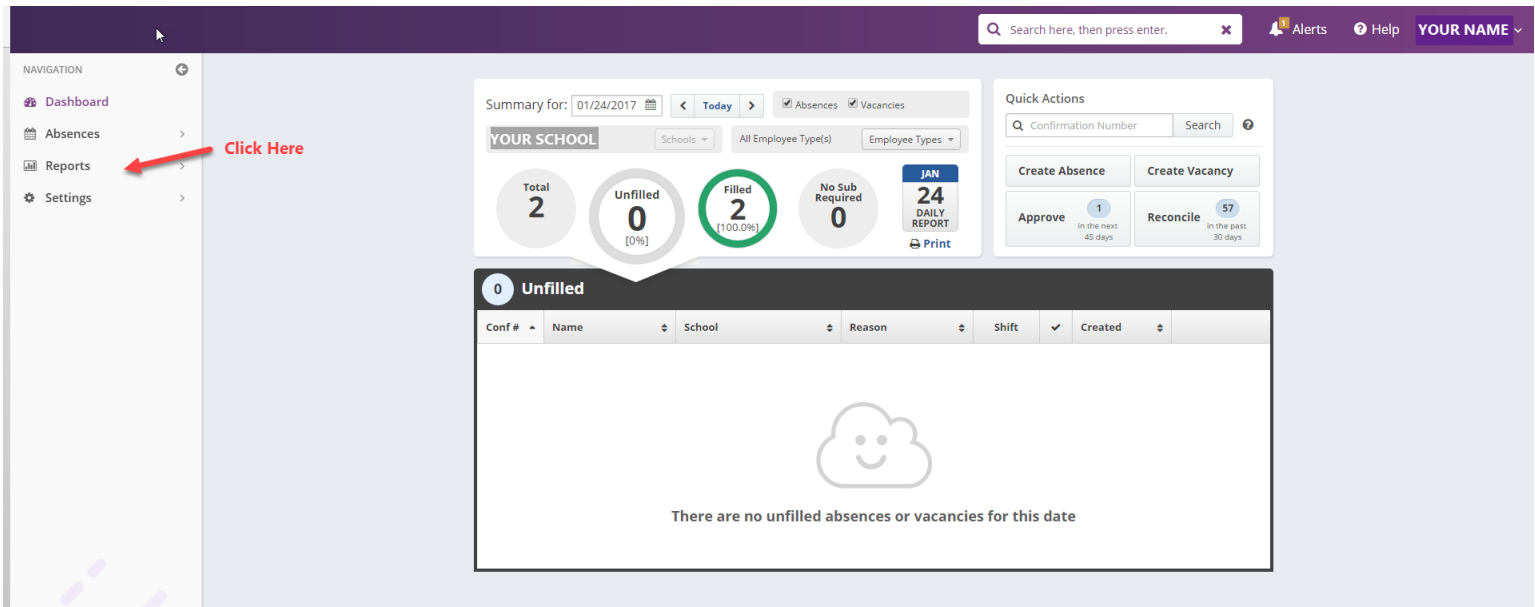 Search here, then press enter.
1
Alerts
Help
YOUR NAME
NAVIGATION
Dashboard
Absences
Reports
Settings
Click Here
Summary for: 01/24/2017
Today
Absences
Vacancies
YOUR SCHOOL
Schools
All Employee Type(s)
Employee Types
Total
2
Unfilled
0
[0%]
Filled
2
[100.0%]
No Sub
Required
0
JAN
24
DAILY
REPORT
Print
Quick Actions
Confirmation Number
Search
Create Absence
Create Vacancy
Approve
1
in the next
45 days
Reconcile
57
in the past
30 days
0 Unfilled
Conf # Name School Reason Shift Created
There are no unfilled absences or vacancies for this date